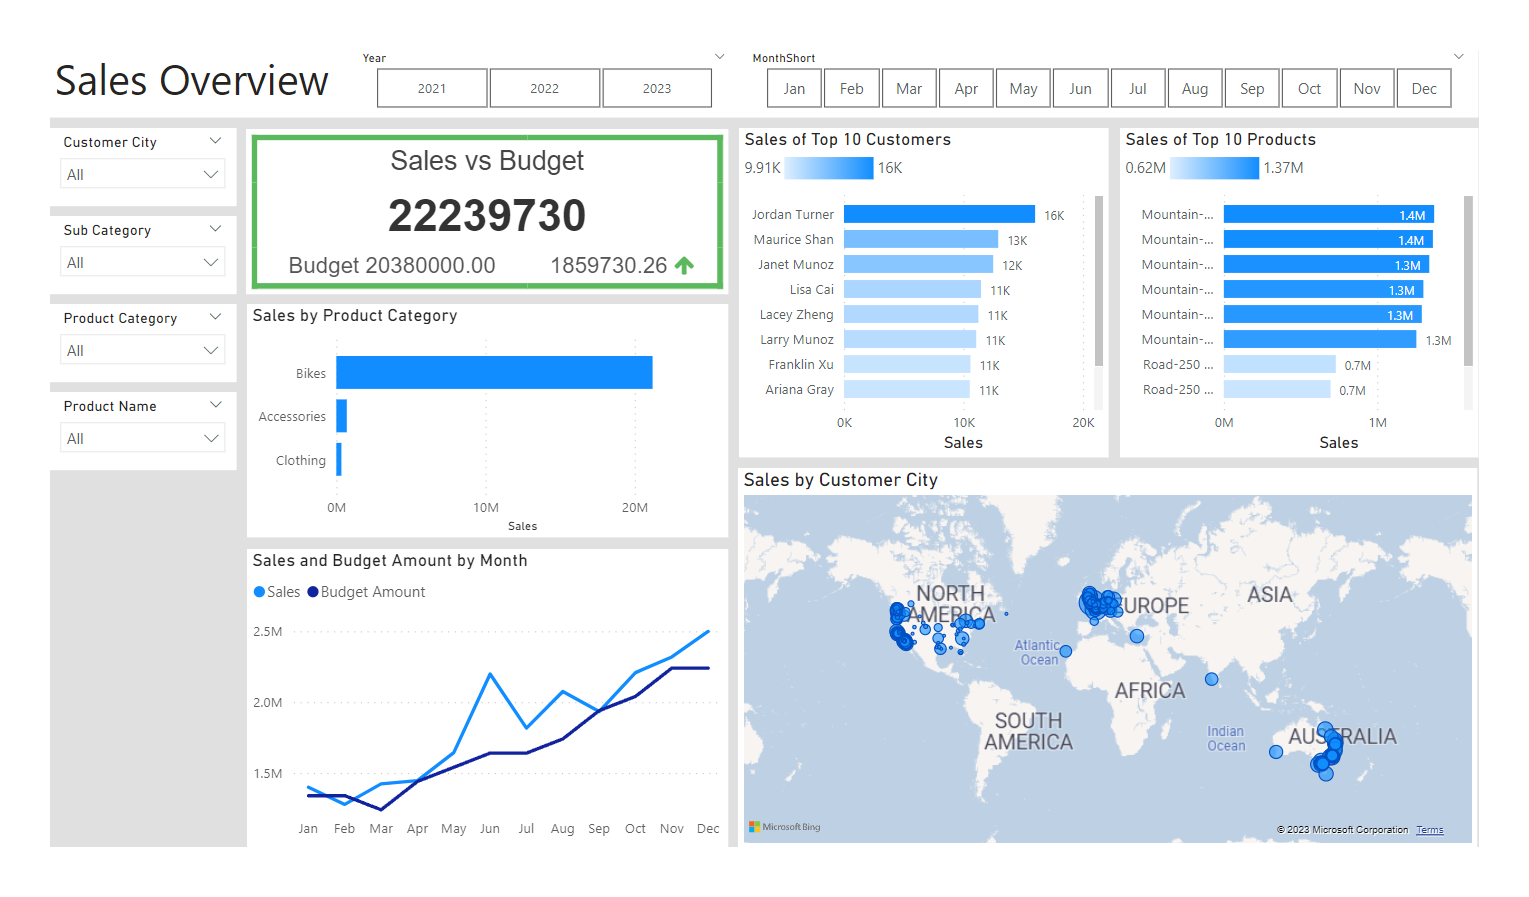 Sales Overview
Year
2021 2022 2023
MonthShort
Jan Feb Mar Apr May Jun Jul Aug Sep Oct Nov Dec
Customer City
All
Sub Category
All
Product Category
All
Product Name
All
Sales vs Budget
22239730
Budget 20380000.00 1859730.26
Sales by Product Category
Bikes
Accessories
Clothing
0M 10M 20M
Sales
Sales and Budget Amount by Month
Sales Budget Amount
2.5M
2.0M
1.5M
Jan Feb Mar Apr May Jun Jul Aug Sep Oct Nov Dec
Sales of Top 10 Customers
9.91K 16K
Jordan Turner 16K
Maurice Shan 13K
Janet Munoz 12K
Lisa Cai 11K
Lacey Zheng 11K
Larry Munoz 11K
Franklin Xu 11K
Ariana Gray 11K
0K 10K 20K
Sales
Sales of Top 10 Products
0.62M 1.37M
Mountain-... 1.4M
Mountain-... 1.4M
Mountain-... 1.3M
Mountain-... 1.3M
Mountain-... 1.3M
Mountain-... 1.3M
Road-250 ... 0.7M
Road-250 ... 0.7M
0M 1M
Sales
Sales by Customer City
NORTH
AMERICA
EUROPE
ASIA
Atlantic
Ocean
AFRICA
SOUTH
AMERICA
Indian
Ocean
AUSTRALIA
Microsoft Bing
© 2023 Microsoft Corporation Terms